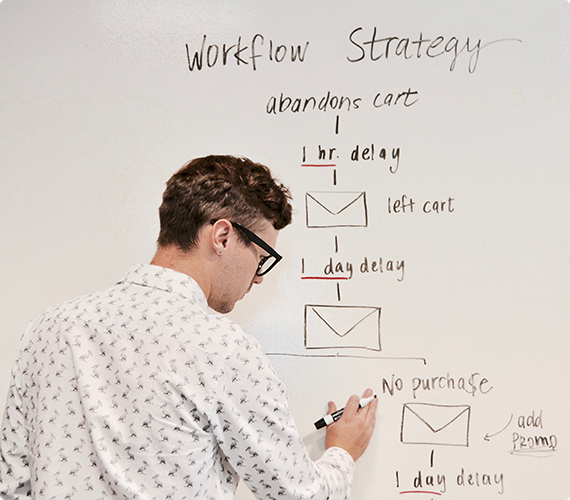 Workflow Strategy
abandons cart
1 hr. delay
left cart
1 day delay
No purchase
add
PROMO
1 day delay